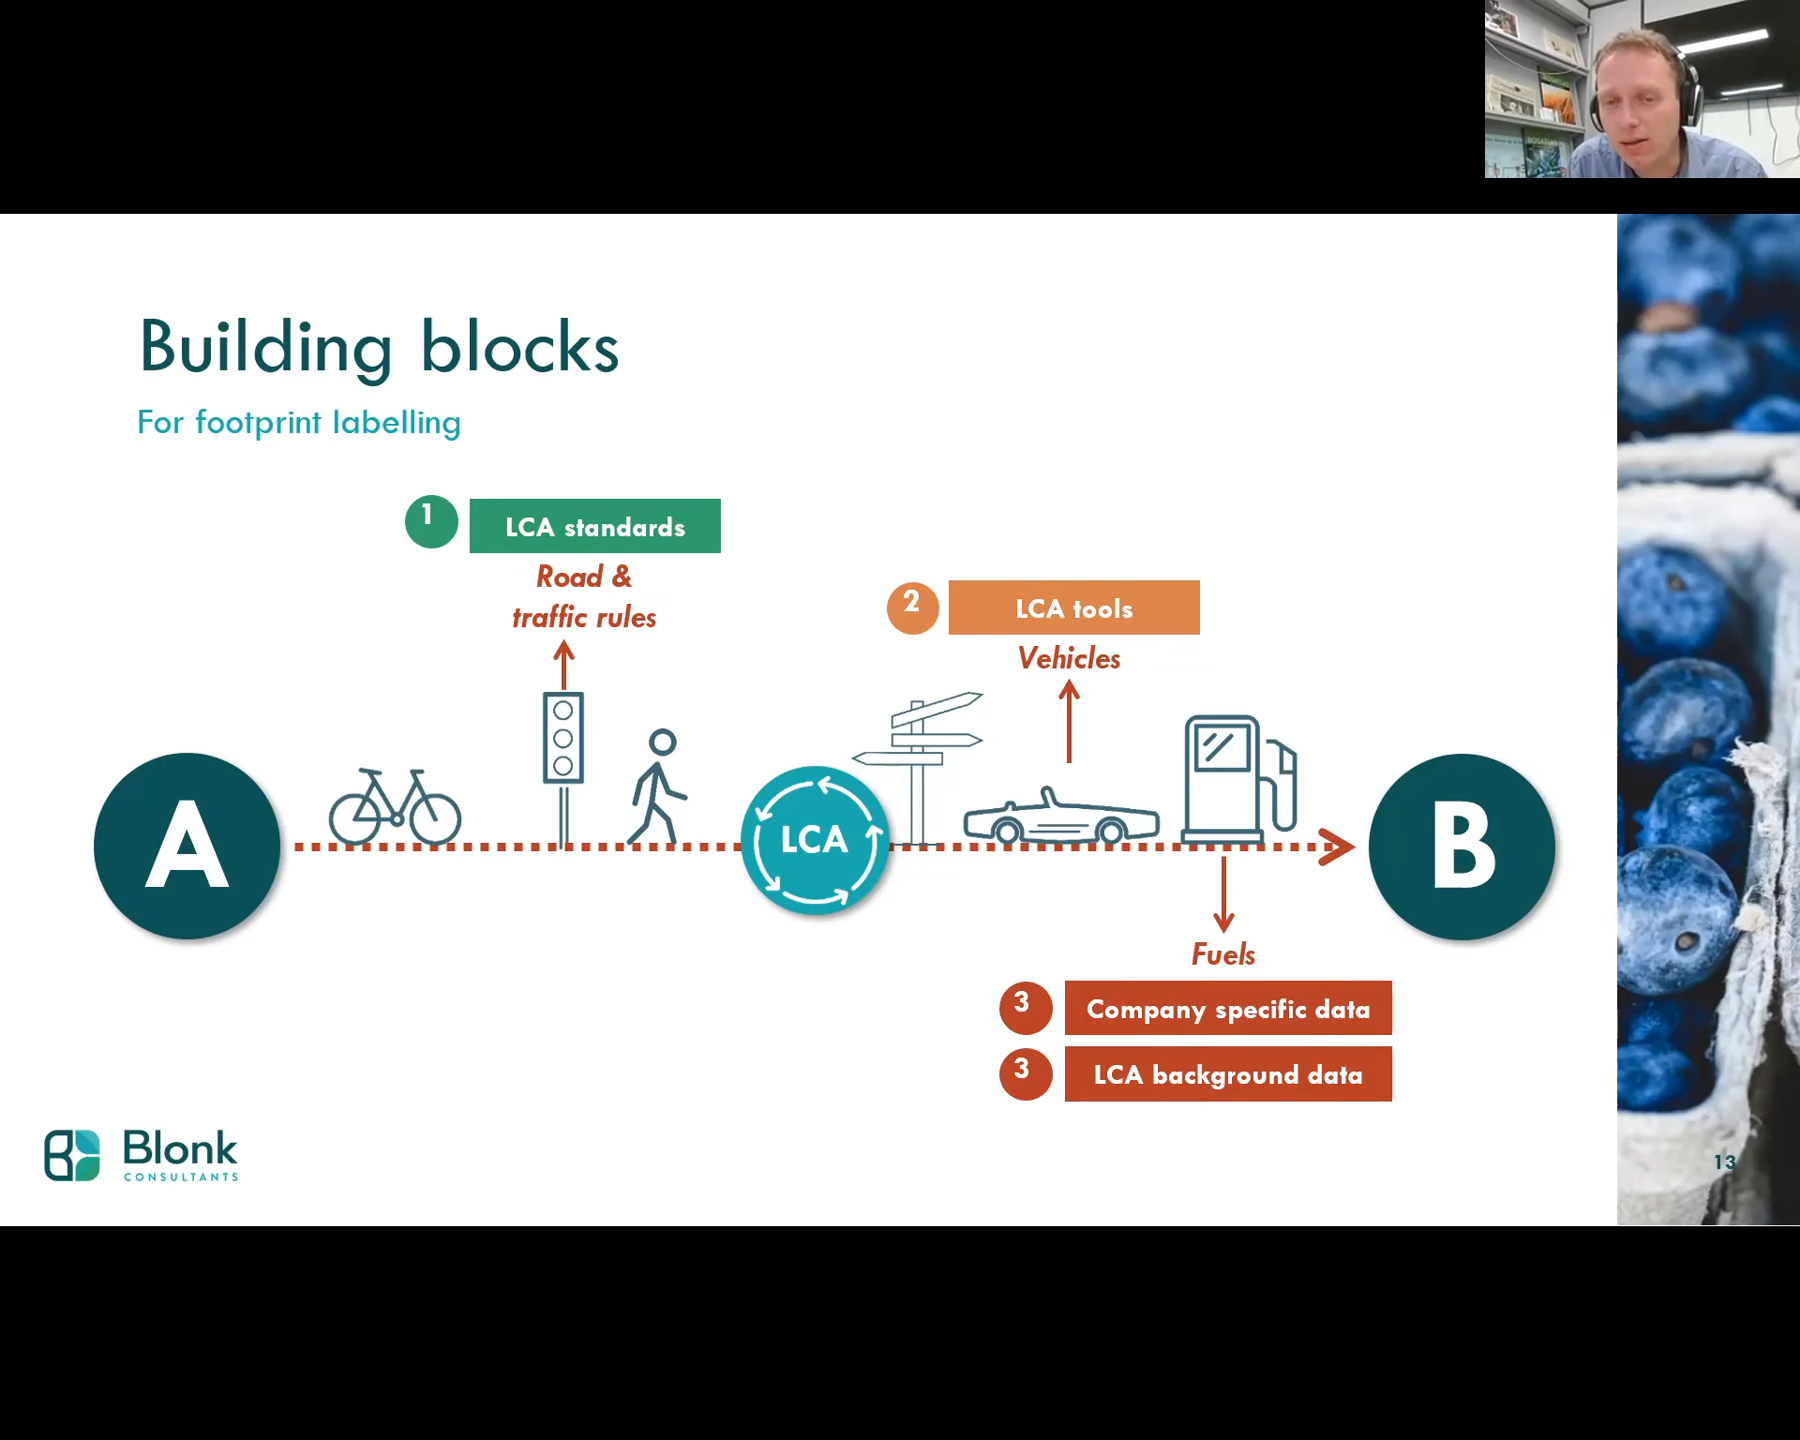 Building blocks
For footprint labelling
1
LCA standards
Road &
traffic rules
2
LCA tools
Vehicles
A
LCA
B
Fuels
3
Company specific data
3
LCA background data
Blonk
CONSULTANTS
13